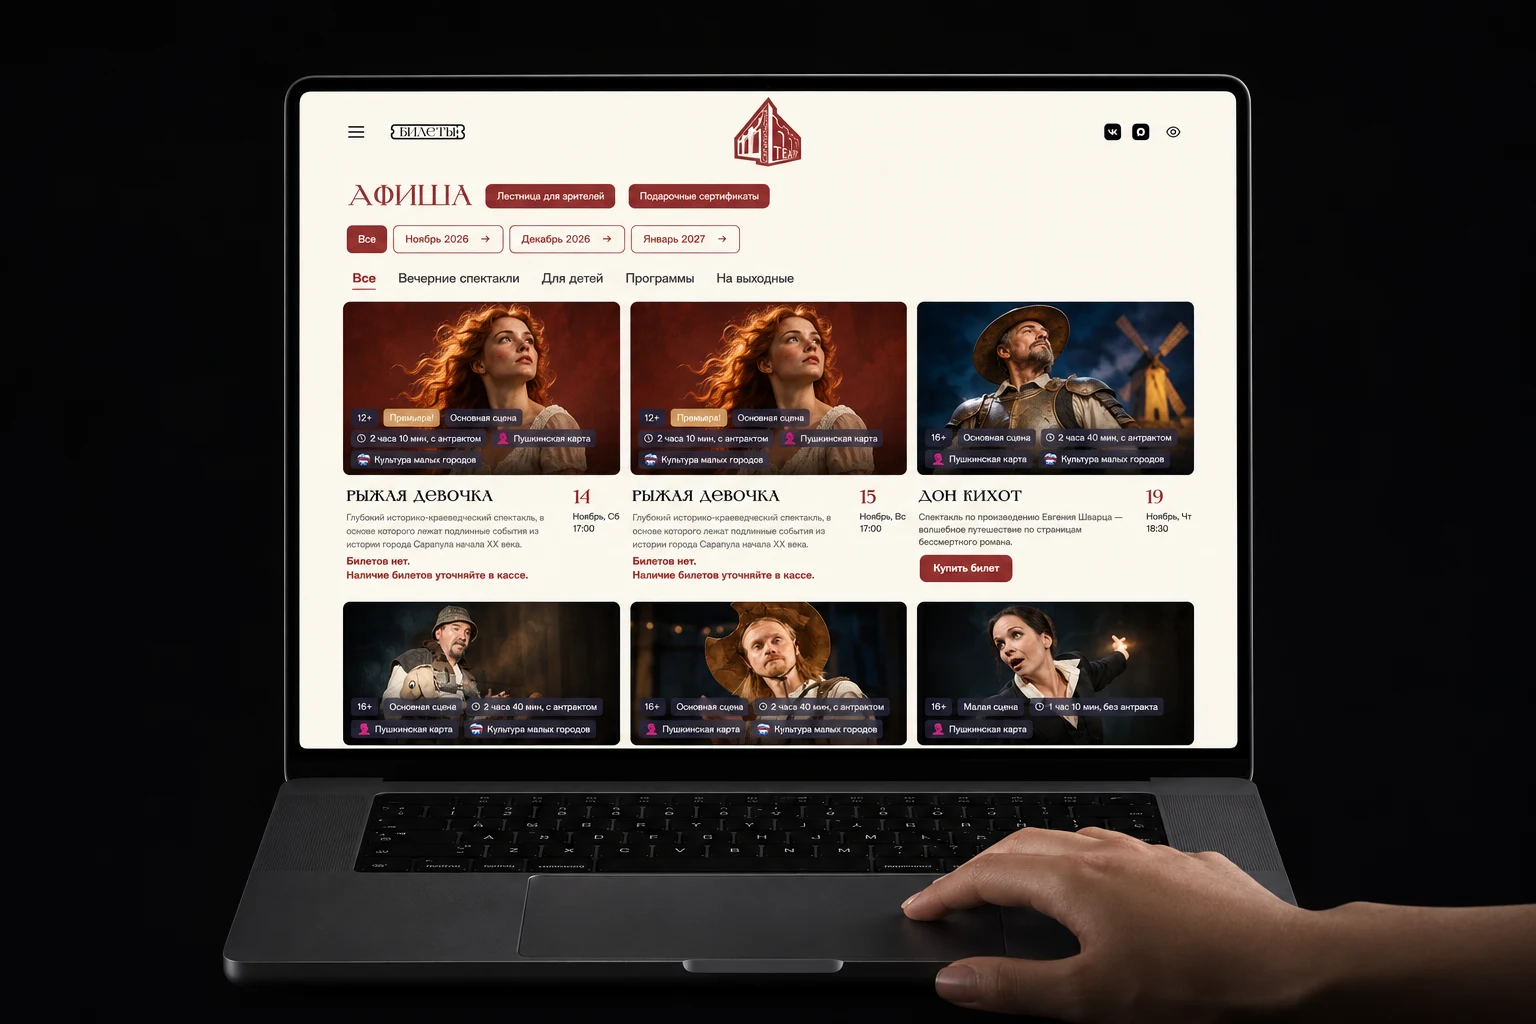 БИЛЕТЫ
ТЕАТР
АФИША
Лестница для зрителей
Подарочные сертификаты
Все
Ноябрь 2026 →
Декабрь 2026 →
Январь 2027 →
Все
Вечерние спектакли
Для детей
Программы
На выходные
12+
Премьера!
Основная сцена
2 часа 10 мин, с антрактом
Пушкинская карта
Культура малых городов
12+
Премьера!
Основная сцена
2 часа 10 мин, с антрактом
Пушкинская карта
Культура малых городов
16+
Основная сцена
2 часа 40 мин, с антрактом
Пушкинская карта
Культура малых городов
РЫЖАЯ ДЕВОЧКА
14
Ноябрь, Сб
17:00
Глубокий историко-краеведческий спектакль, в
основе которого лежат подлинные события из
истории города Сарапула начала XX века.
Билетов нет.
Наличие билетов уточняйте в кассе.
РЫЖАЯ ДЕВОЧКА
15
Ноябрь, Вс
17:00
Глубокий историко-краеведческий спектакль, в
основе которого лежат подлинные события из
истории города Сарапула начала XX века.
Билетов нет.
Наличие билетов уточняйте в кассе.
ДОН КИХОТ
19
Ноябрь, Чт
18:30
Спектакль по произведению Евгения Шварца —
волшебное путешествие по страницам
бессмертного романа.
Купить билет
16+
Основная сцена
2 часа 40 мин, с антрактом
Пушкинская карта
Культура малых городов
16+
Основная сцена
2 часа 40 мин, с антрактом
Пушкинская карта
Культура малых городов
16+
Малая сцена
1 час 10 мин, без антракта
Пушкинская карта